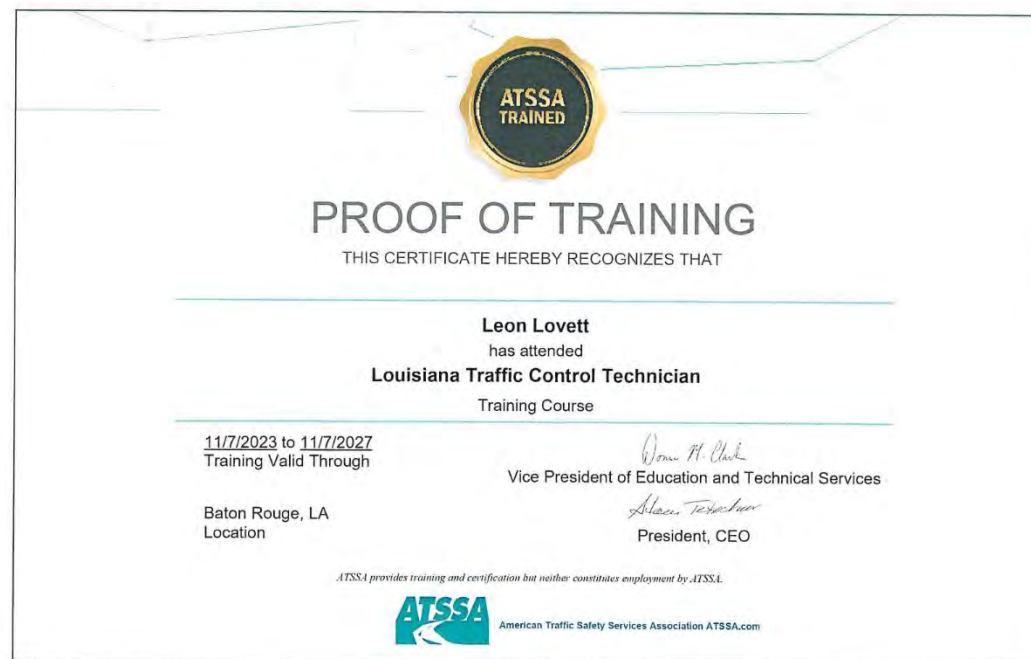 ATSSA
TRAINED
PROOF OF TRAINING
THIS CERTIFICATE HEREBY RECOGNIZES THAT
Leon Lovett
has attended
Louisiana Traffic Control Technician
Training Course
11/7/2023 to 11/7/2027
Training Valid Through
Baton Rouge, LA
Location
Vice President of Education and Technical Services
President, CEO
ATSSA provides training and certification but neither constitutes employment by ATSSA.
ATSSA
American Traffic Safety Services Association ATSSA.com